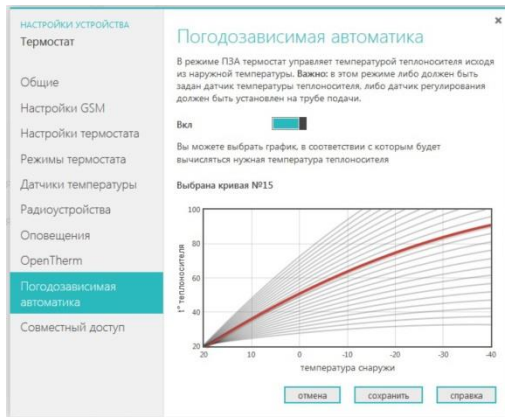 НАСТРОЙКИ УСТРОЙСТВА
Термостат
Общие
Настройки GSM
Настройки термостата
Режимы термостата
Датчики температуры
Радиоустройства
Оповещения
OpenTherm
Погодозависимая
автоматика
Совместный доступ
Погодозависимая автоматика
В режиме ПЗА термостат управляет температурой теплоносителя исходя
из наружной температуры. Важно: в этом режиме либо должен быть
задан датчик температуры теплоносителя, либо датчик регулирования
должен быть установлен на трубе подачи.
Вкл
Вы можете выбрать график, в соответствии с которым будет
вычисляться нужная температура теплоносителя
Выбрана кривая №15
100
80
60
40
20
t° теплоносителя
20 10 0 -10 -20 -30 -40
температура снаружи
отмена сохранить справка